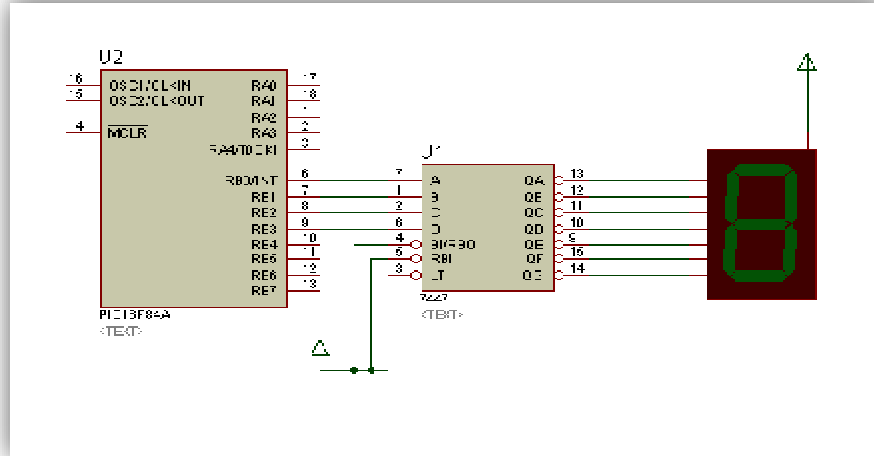 U2
16 OSC1/CLKIN RA0 17
15 OSC2/CLKOUT RA1 18
RA2 1
4 MCLR RA3 2
RA4/T0CKI 3
U1
RB0/INT 6 7 A QA 13
RB1 7 1 B QB 12
RB2 8 2 C QC 11
RB3 9 6 D QD 10
RB4 10 4 BI/RBO QE 9
RB5 11 5 RBI QF 15
RB6 12 3 LT QG 14
RB7 13
7447
PIC16F84A
<TEXT>
<TEXT>